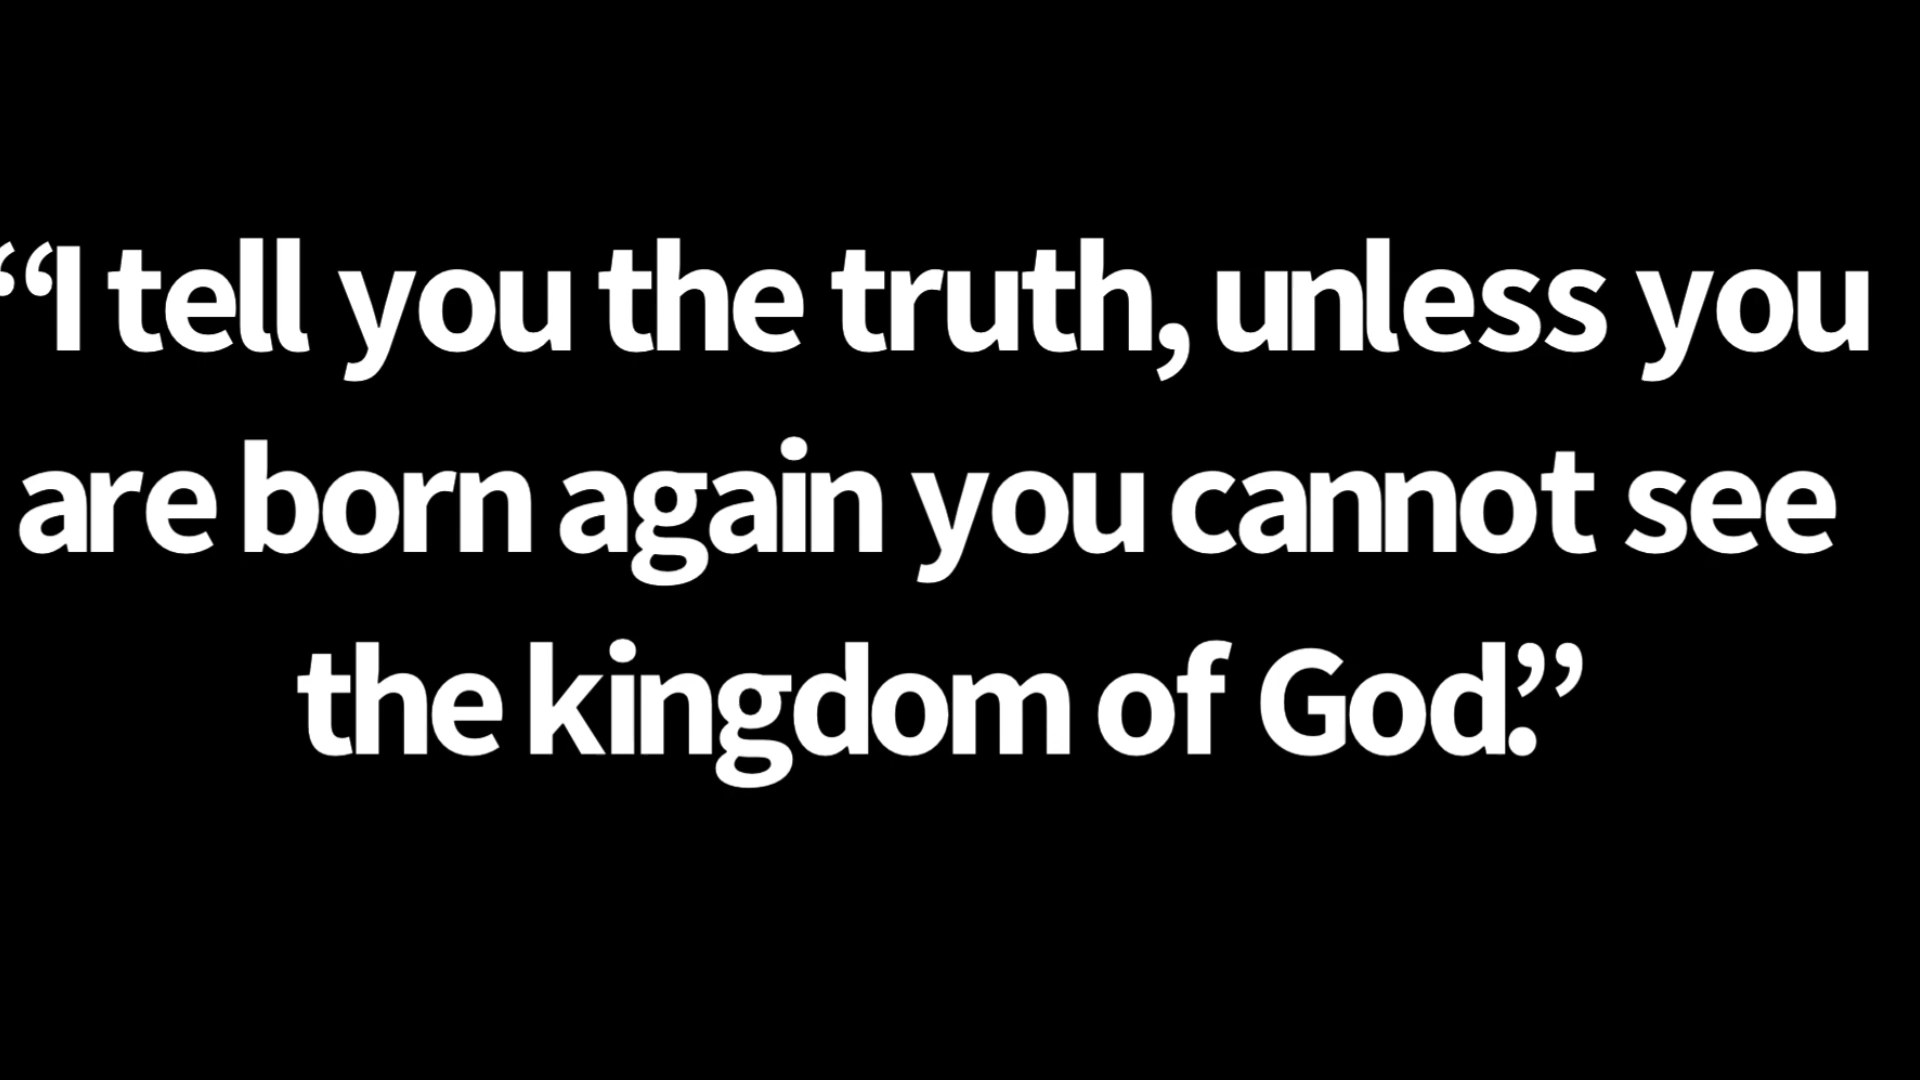 “I tell you the truth, unless you
are born again you cannot see
the kingdom of God.”